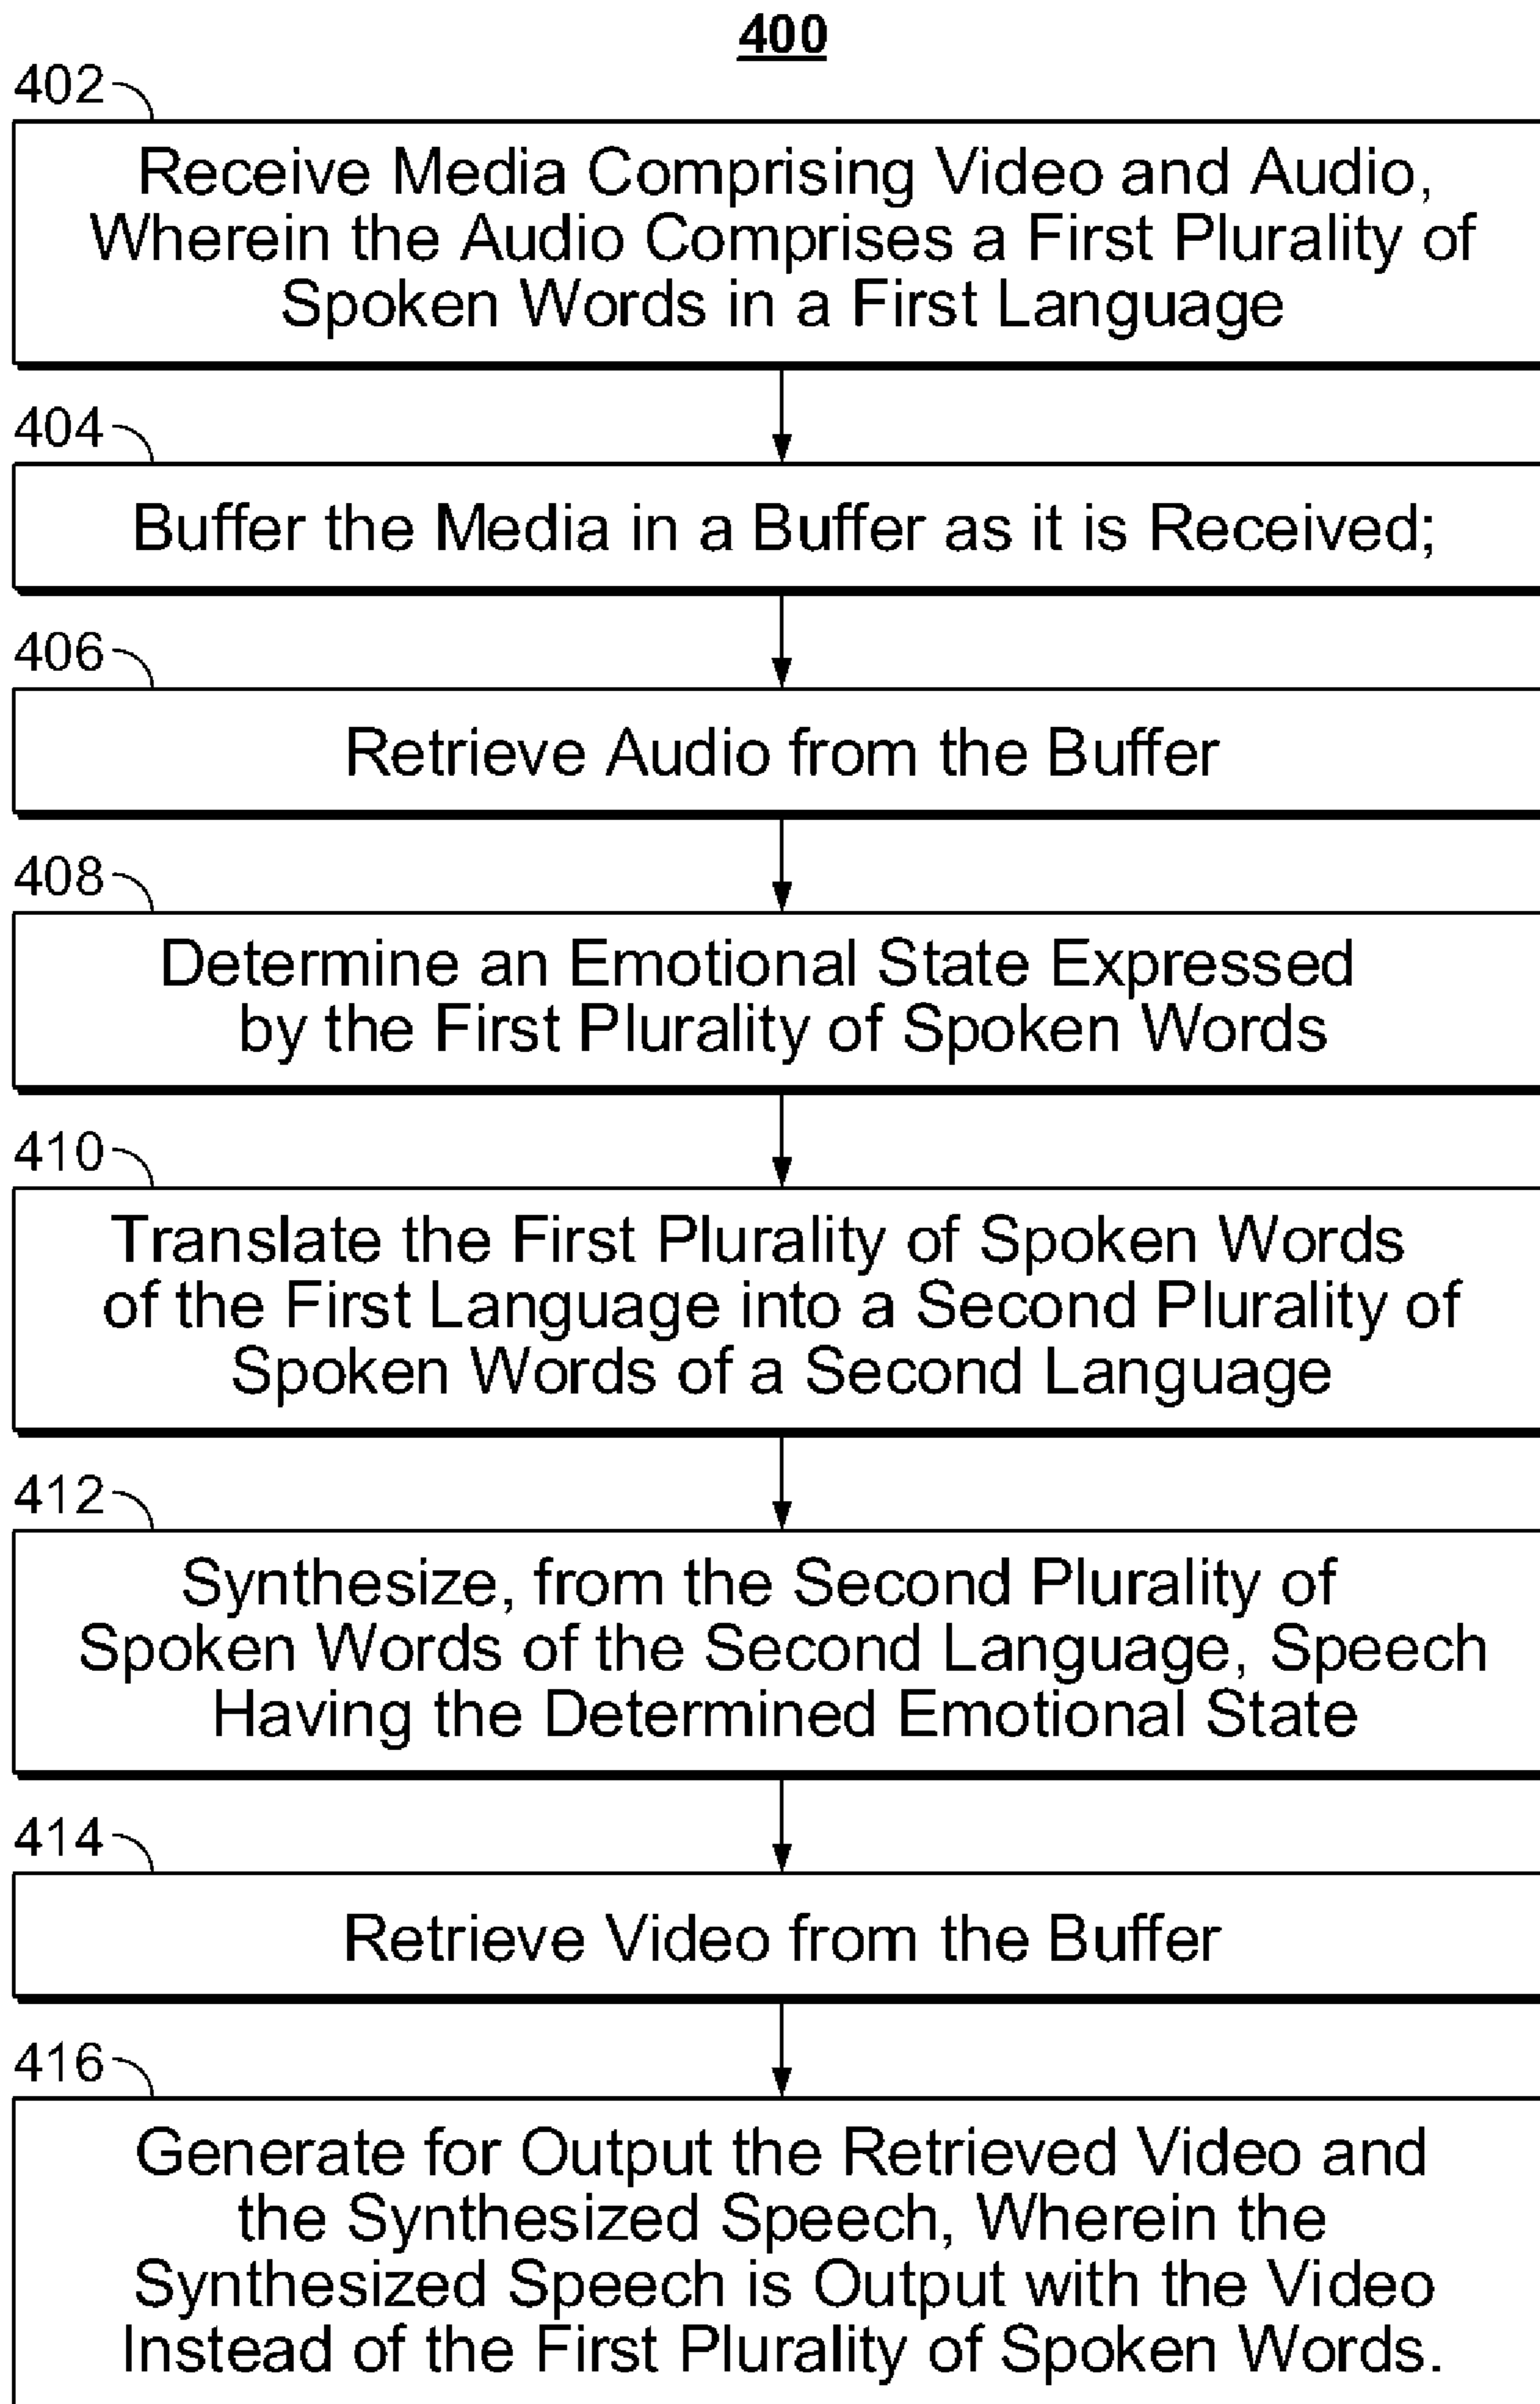 400
402
Receive Media Comprising Video and Audio,
Wherein the Audio Comprises a First Plurality of
Spoken Words in a First Language
404
Buffer the Media in a Buffer as it is Received;
406
Retrieve Audio from the Buffer
408
Determine an Emotional State Expressed
by the First Plurality of Spoken Words
410
Translate the First Plurality of Spoken Words
of the First Language into a Second Plurality of
Spoken Words of a Second Language
412
Synthesize, from the Second Plurality of
Spoken Words of the Second Language, Speech
Having the Determined Emotional State
414
Retrieve Video from the Buffer
416
Generate for Output the Retrieved Video and
the Synthesized Speech, Wherein the
Synthesized Speech is Output with the Video
Instead of the First Plurality of Spoken Words.